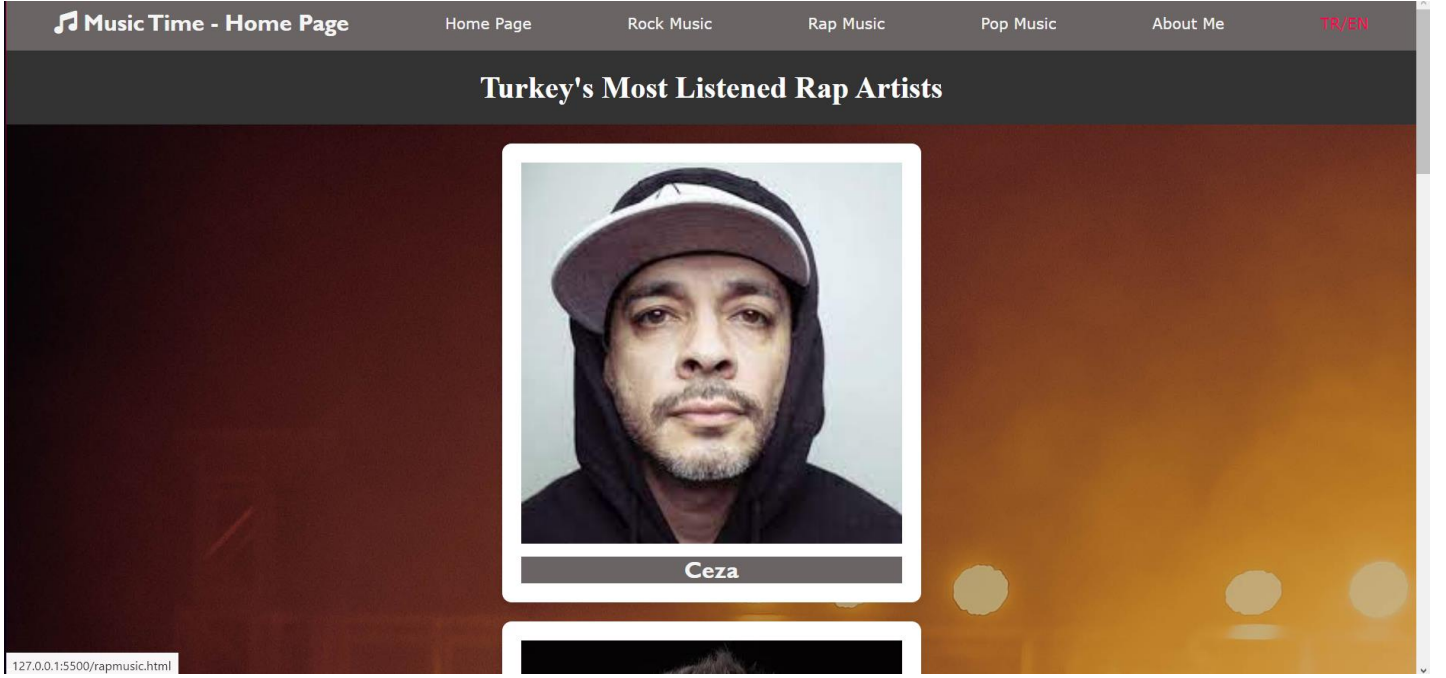 Music Time - Home Page Home Page Rock Music Rap Music Pop Music About Me TR/EN
Turkey's Most Listened Rap Artists
Ceza
127.0.0.1:5500/rapmusic.html